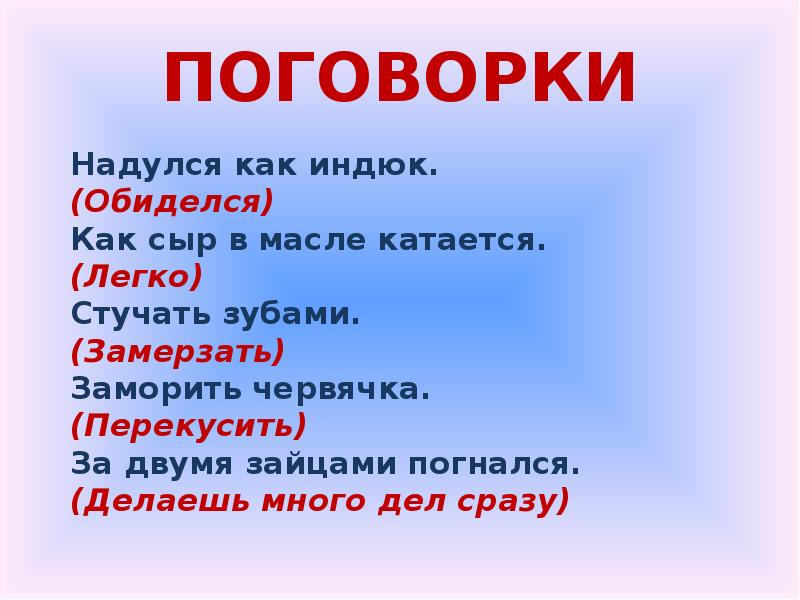 ПОГОВОРКИ
Надулся как индюк.
(Обиделся)
Как сыр в масле катается.
(Легко)
Стучать зубами.
(Замерзать)
Заморить червячка.
(Перекусить)
За двумя зайцами погнался.
(Делаешь много дел сразу)